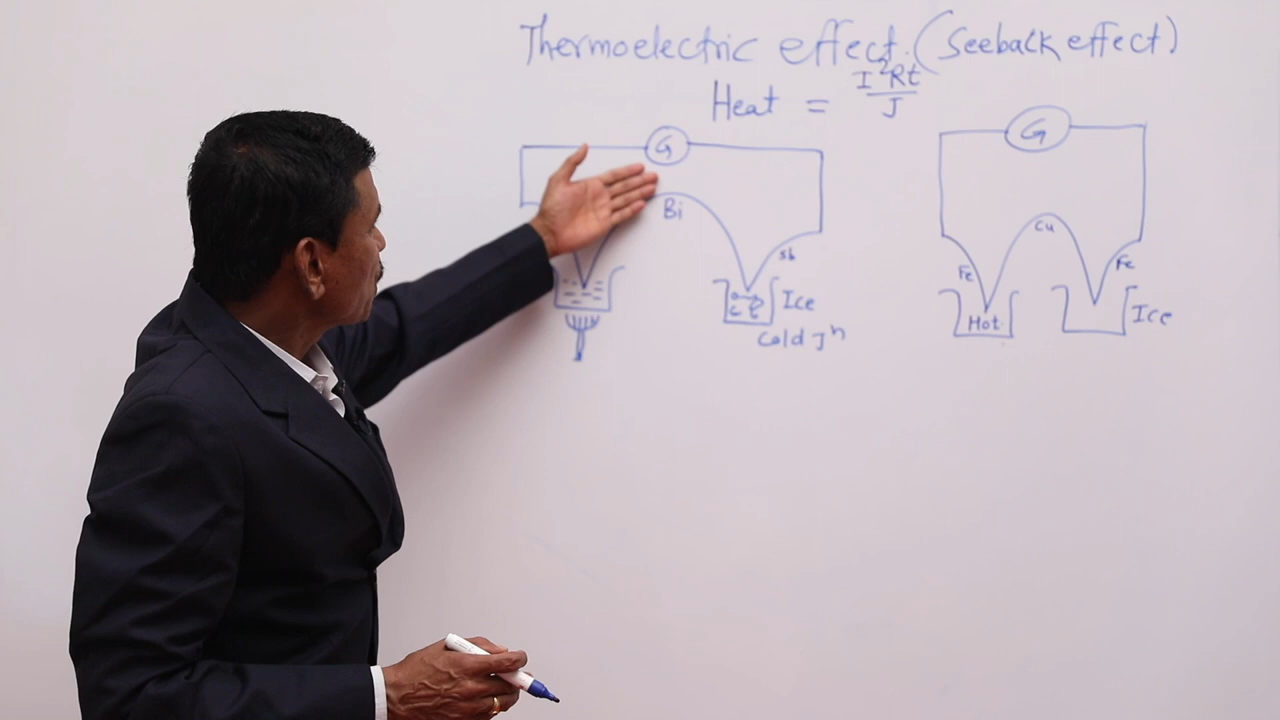 Thermoelectric effect. (Seeback effect)
Heat = I²Rt
J
G
G
Bi
Cu
sb
Fe
Fe
Ice
Hot
Ice
Cold Jⁿ